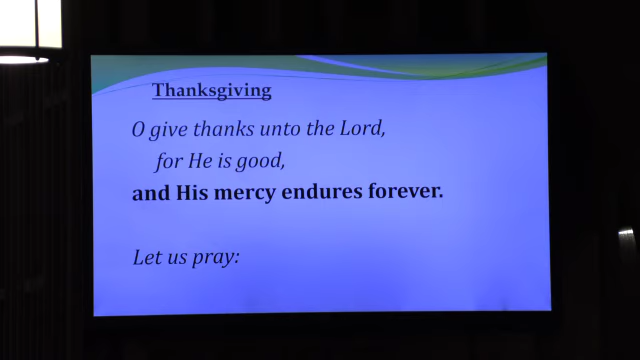 Thanksgiving
O give thanks unto the Lord,
for He is good,
and His mercy endures forever.
Let us pray: